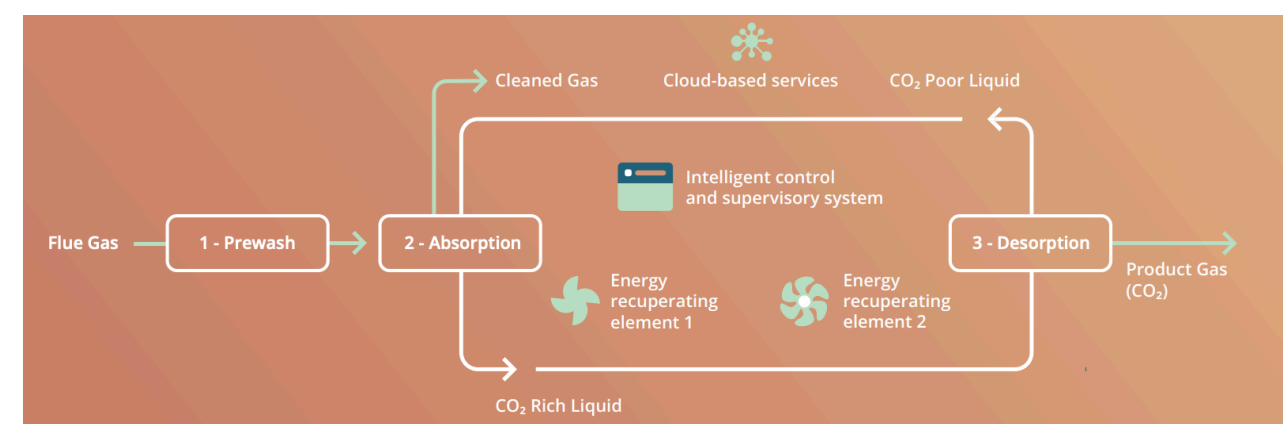 Cleaned Gas
Cloud-based services
CO₂ Poor Liquid
Intelligent control
and supervisory system
Flue Gas
1 - Prewash
2 - Absorption
3 - Desorption
Product Gas
(CO₂)
Energy
recuperating
element 1
Energy
recuperating
element 2
CO₂ Rich Liquid